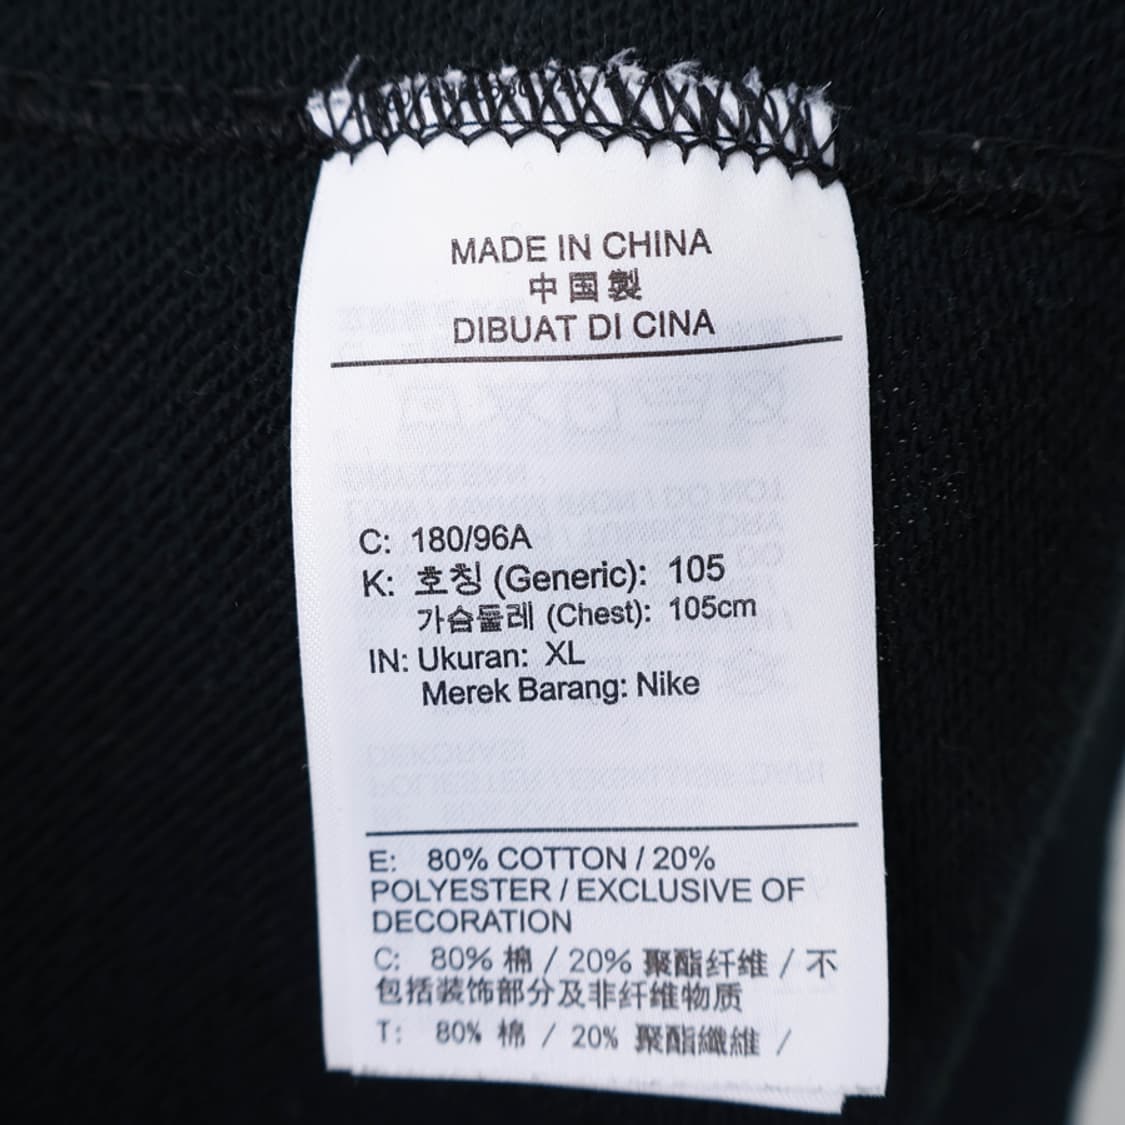 MADE IN CHINA
中国製
DIBUAT DI CINA
C: 180/96A
K: 호칭 (Generic): 105
가슴둘레 (Chest): 105cm
IN: Ukuran: XL
Merek Barang: Nike
E: 80% COTTON / 20%
POLYESTER / EXCLUSIVE OF
DECORATION
C: 80% 棉 / 20% 聚酯纤维 / 不
包括装饰部分及非纤维物质
T: 80% 棉 / 20% 聚酯纖維 /